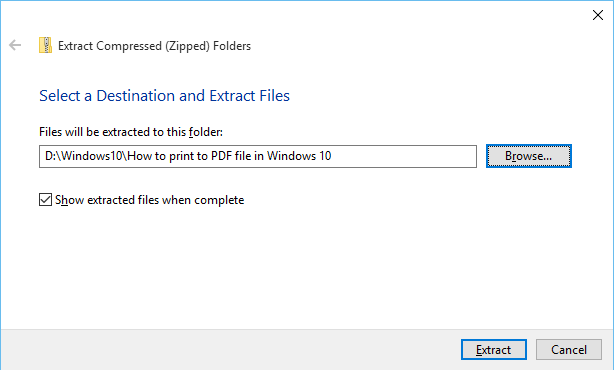 Extract Compressed (Zipped) Folders
Select a Destination and Extract Files
Files will be extracted to this folder:
D:\Windows10\How to print to PDF file in Windows 10
Browse...
Show extracted files when complete
Extract
Cancel